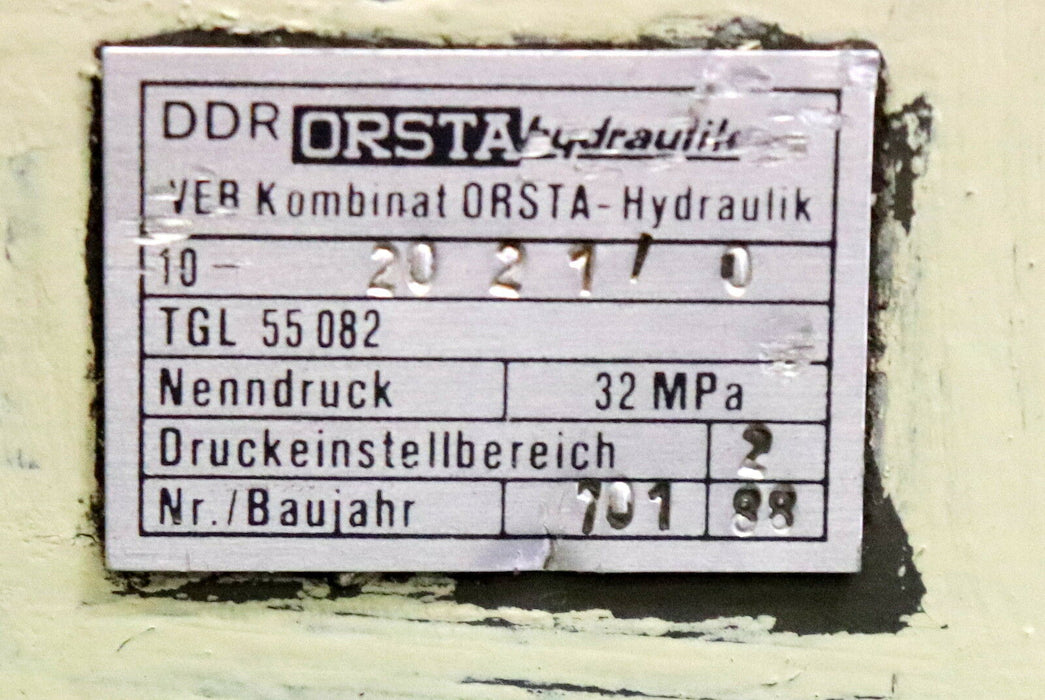 DDR ORSTA hydraulik
VEB Kombinat ORSTA-Hydraulik
10- 20 21/0
TGL 55 082
Nenndruck 32 MPa
Druckeinstellbereich 2
Nr./Baujahr 101 88